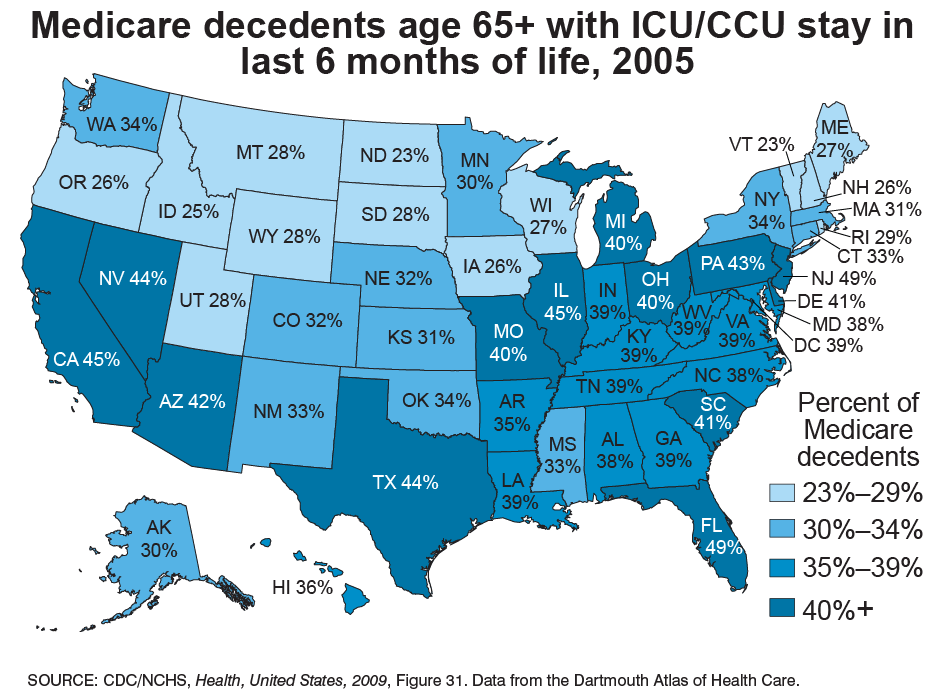 Medicare decedents age 65+ with ICU/CCU stay in
last 6 months of life, 2005
WA 34%
OR 26%
ID 25%
MT 28%
ND 23%
MN
30%
SD 28%
WY 28%
WI
27%
MI
40%
NY
34%
VT 23%
ME
27%
NH 26%
MA 31%
RI 29%
CT 33%
NJ 49%
DE 41%
MD 38%
DC 39%
PA 43%
NV 44%
UT 28%
CA 45%
CO 32%
NE 32%
IA 26%
KS 31%
MO
40%
IL
45%
IN
39%
OH
40%
WV
39%
VA
39%
KY
39%
AZ 42%
NM 33%
OK 34%
AR
35%
TN 39%
NC 38%
SC
41%
MS
33%
AL
38%
GA
39%
TX 44%
LA
39%
FL
49%
AK
30%
HI 36%
Percent of
Medicare
decedents
23%–29%
30%–34%
35%–39%
40%+
SOURCE: CDC/NCHS, Health, United States, 2009, Figure 31. Data from the Dartmouth Atlas of Health Care.